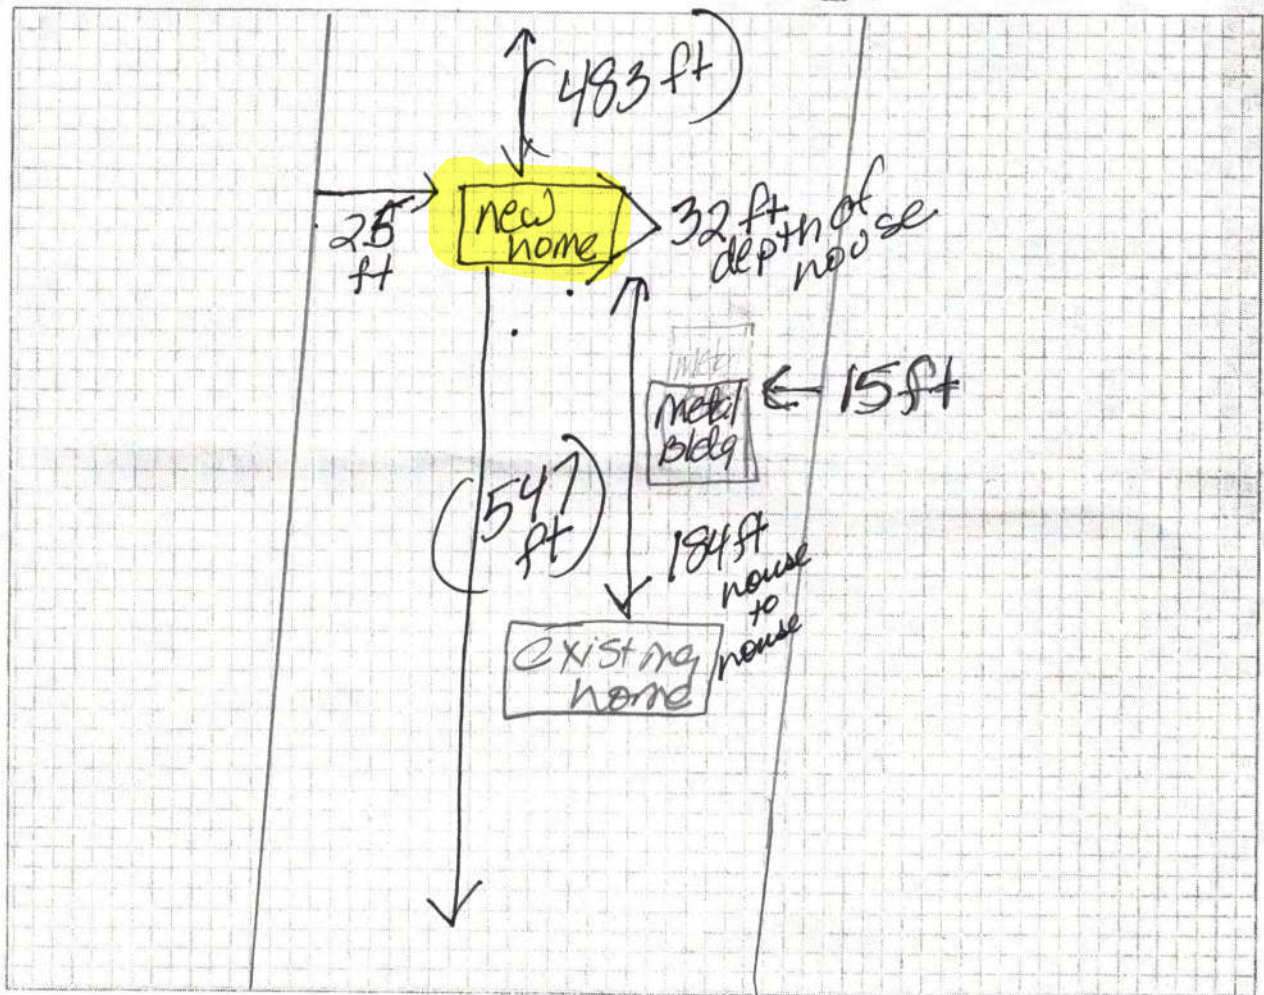 (483 ft)
new
home
25
ft
32 ft
depth of
house
Metal
Bldg
← 15 ft
(547
ft)
184 ft
house
to
house
existing
home